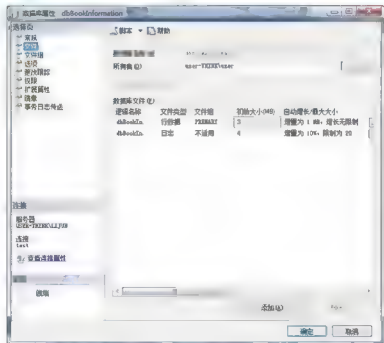 数据库属性 dbBookInformation
选择页
常规
文件
文件组
选项
更改跟踪
权限
扩展属性
镜像
事务日志传送
脚本 帮助
所有者(O)
数据库文件(F)
逻辑名称 文件类型 文件组 初始大小(MB) 自动增长/最大大小
dbBookIn. 行数据 PRIMARY 3 增量为 1 MB，增长无限制
dbBookIn. 日志 不适用 4 增量为 10%，限制为 20
连接
服务器
连接
查看连接属性
就绪
添加(A)
确定 取消